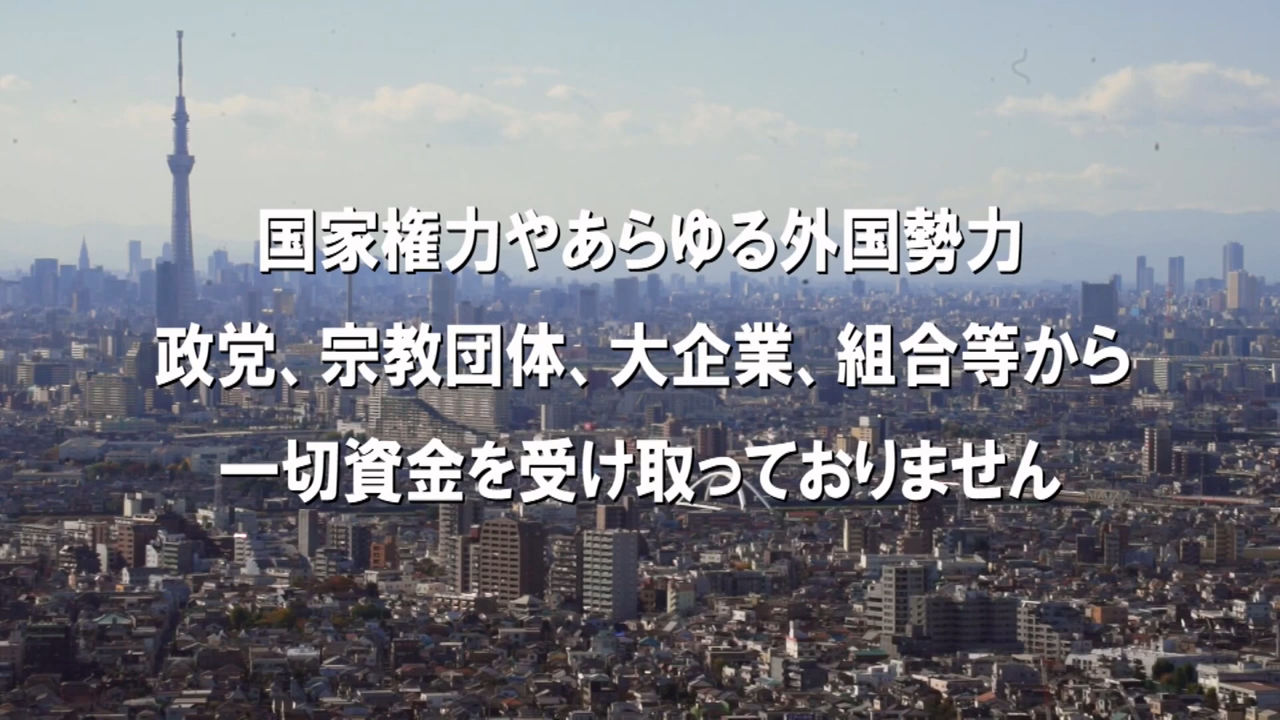 国家権力やあらゆる外国勢力
政党、宗教団体、大企業、組合等から
一切資金を受け取っておりません